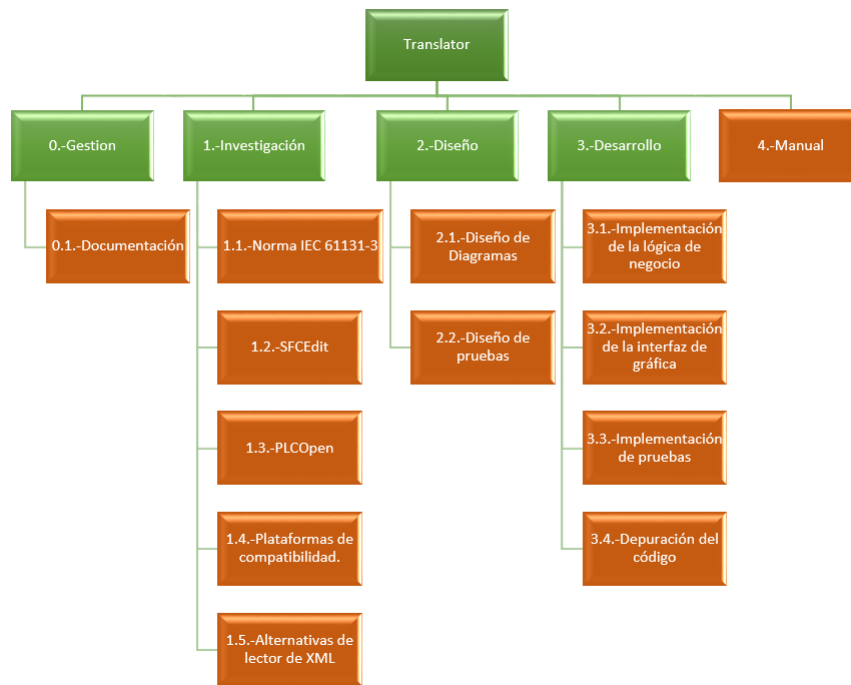 Translator
0.-Gestion
1.-Investigación
2.-Diseño
3.-Desarrollo
4.-Manual
0.1.-Documentación
1.1.-Norma IEC 61131-3
1.2.-SFCEdit
1.3.-PLCOpen
1.4.-Plataformas de
compatibilidad.
1.5.-Alternativas de
lector de XML
2.1.-Diseño de
Diagramas
2.2.-Diseño de
pruebas
3.1.-Implementación
de la lógica de
negocio
3.2.-Implementación
de la interfaz de
gráfica
3.3.-Implementación
de pruebas
3.4.-Depuración del
código